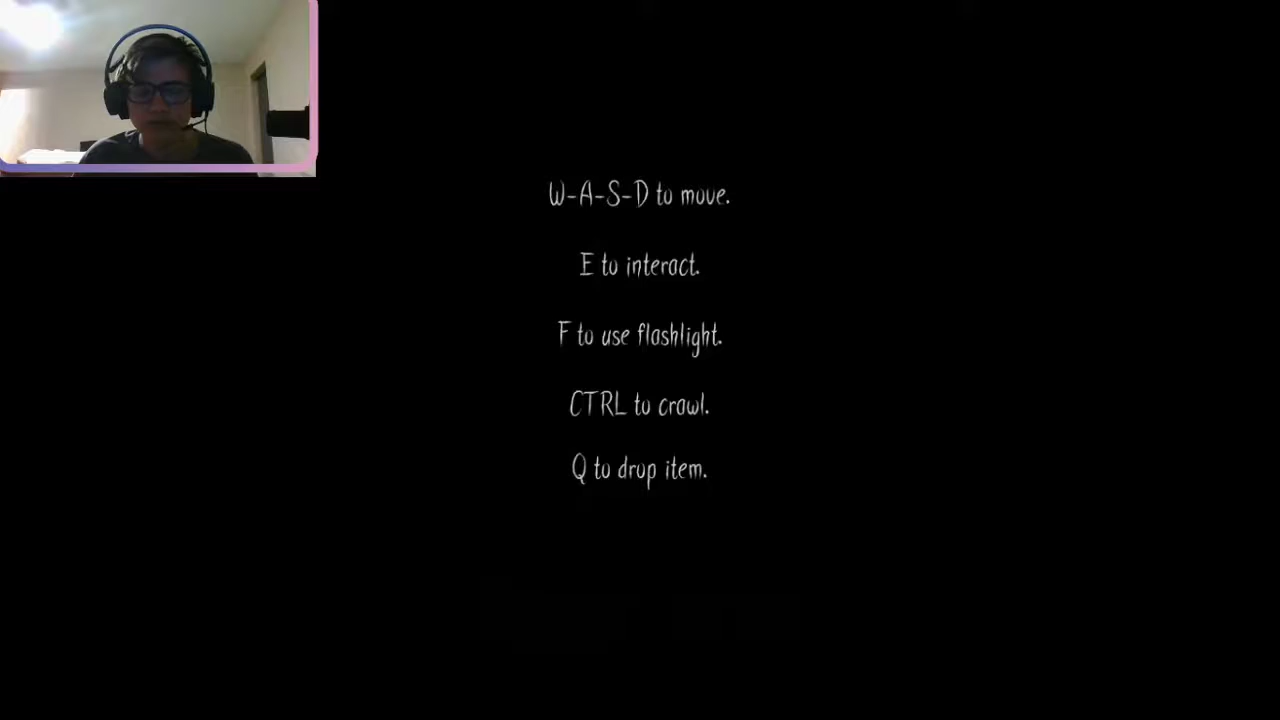 W-A-S-D to move.
E to interact.
F to use flashlight.
CTRL to crawl.
Q to drop item.